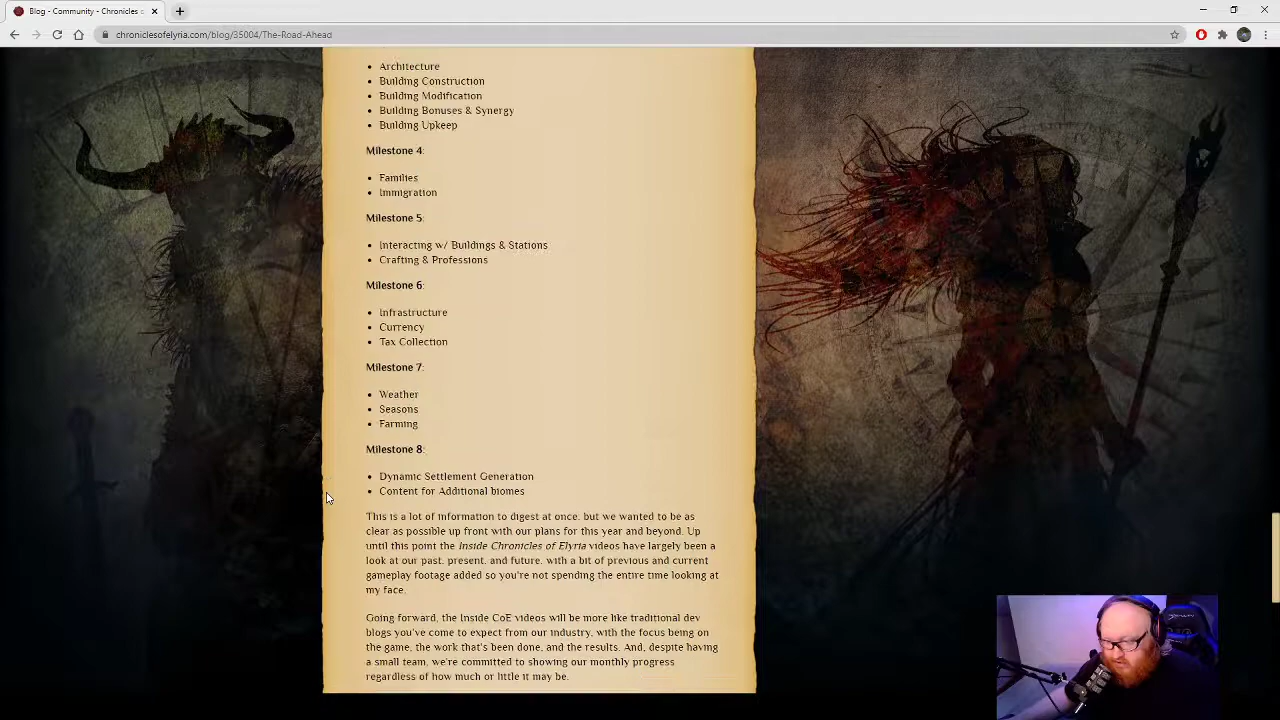 Blog - Community - Chronicles o
chroniclesofelyria.com/blog/35004/The-Road-Ahead
• Architecture
• Building Construction
• Building Modification
• Building Bonuses & Synergy
• Building Upkeep
Milestone 4:
• Families
• Immigration
Milestone 5:
• Interacting w/ Buildings & Stations
• Crafting & Professions
Milestone 6:
• Infrastructure
• Currency
• Tax Collection
Milestone 7:
• Weather
• Seasons
• Farming
Milestone 8:
• Dynamic Settlement Generation
• Content for Additional biomes
This is a lot of information to digest at once, but we wanted to be as
clear as possible up front with our plans for this year and beyond. Up
until this point the Inside Chronicles of Elyria videos have largely been a
look at our past, present, and future, with a bit of previous and current
gameplay footage added so you're not spending the entire time looking at
my face.
Going forward, the Inside CoE videos will be more like traditional dev
blogs you've come to expect from our industry, with the focus being on
the game, the work that's been done, and the results. And, despite having
a small team, we're committed to showing our monthly progress
regardless of how much or little it may be.